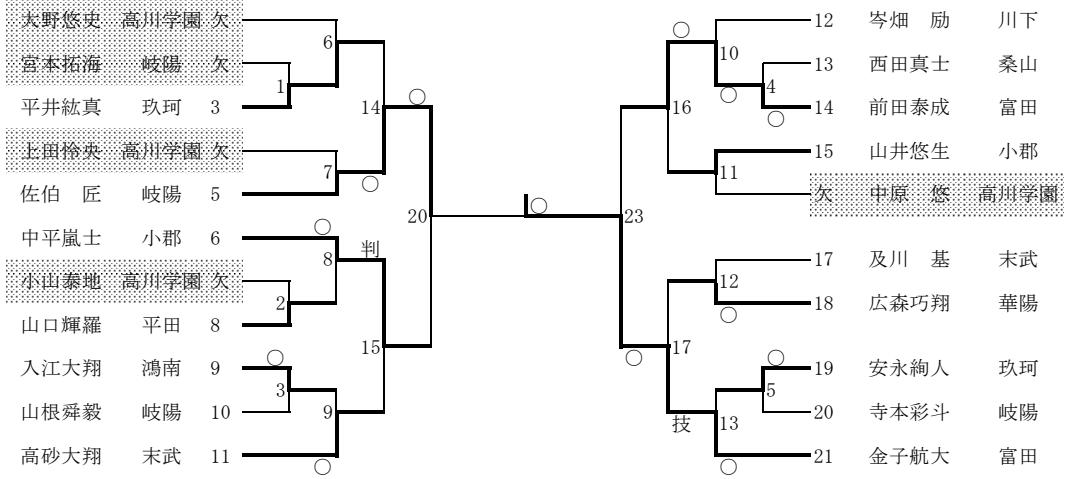 大野悠史 高川学園 欠
宮本拓海 岐陽 欠
平井紘真 玖珂 3
上田怜央 高川学園 欠
佐伯 匠 岐陽 5
中平嵐士 小郡 6
小山泰地 高川学園 欠
山口輝羅 平田 8
入江大翔 鴻南 9
山根舜毅 岐陽 10
高砂大翔 末武 11
1
2
3
6
7
8
9
14
判
15
20
○
○
○
○
○
○
23
○
○
○
○
○
○
○
16
17
技
10
11
12
13
4
5
12 岑畑 励 川下
13 西田真士 桑山
14 前田泰成 富田
15 山井悠生 小郡
欠 中原 悠 高川学園
17 及川 基 末武
18 広森巧翔 華陽
19 安永絢人 玖珂
20 寺本彩斗 岐陽
21 金子航大 富田